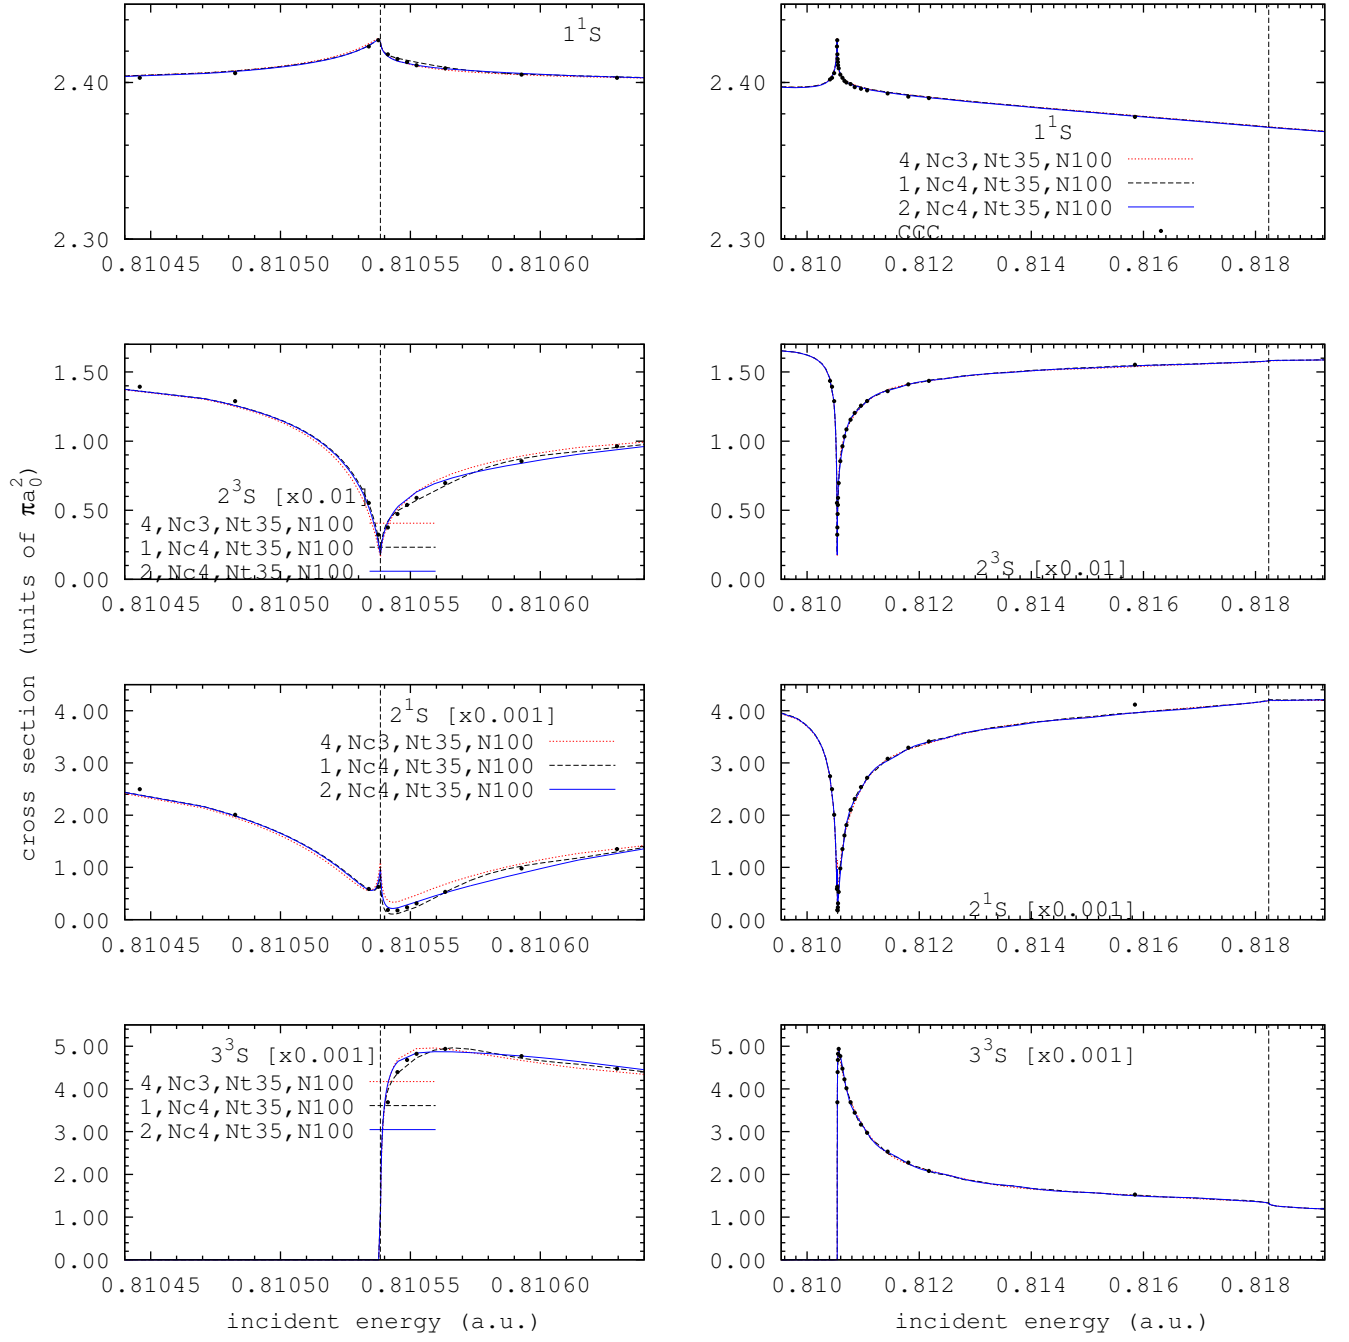 1¹S
2.40
2.30
0.81045 0.81050 0.81055 0.81060
1¹S
4,Nc3,Nt35,N100
1,Nc4,Nt35,N100
2,Nc4,Nt35,N100
CCC
2.40
2.30
0.810 0.812 0.814 0.816 0.818
cross section (units of πa₀²)
1.50
1.00
0.50
0.00
2³S [x0.01]
4,Nc3,Nt35,N100
1,Nc4,Nt35,N100
2,Nc4,Nt35,N100
0.81045 0.81050 0.81055 0.81060
1.50
1.00
0.50
0.00
2³S [x0.01]
0.810 0.812 0.814 0.816 0.818
4.00
3.00
2.00
1.00
0.00
2¹S [x0.001]
4,Nc3,Nt35,N100
1,Nc4,Nt35,N100
2,Nc4,Nt35,N100
0.81045 0.81050 0.81055 0.81060
4.00
3.00
2.00
1.00
0.00
2¹S [x0.001]
0.810 0.812 0.814 0.816 0.818
5.00
4.00
3.00
2.00
1.00
0.00
3³S [x0.001]
4,Nc3,Nt35,N100
1,Nc4,Nt35,N100
2,Nc4,Nt35,N100
0.81045 0.81050 0.81055 0.81060
incident energy (a.u.)
5.00
4.00
3.00
2.00
1.00
0.00
3³S [x0.001]
0.810 0.812 0.814 0.816 0.818
incident energy (a.u.)